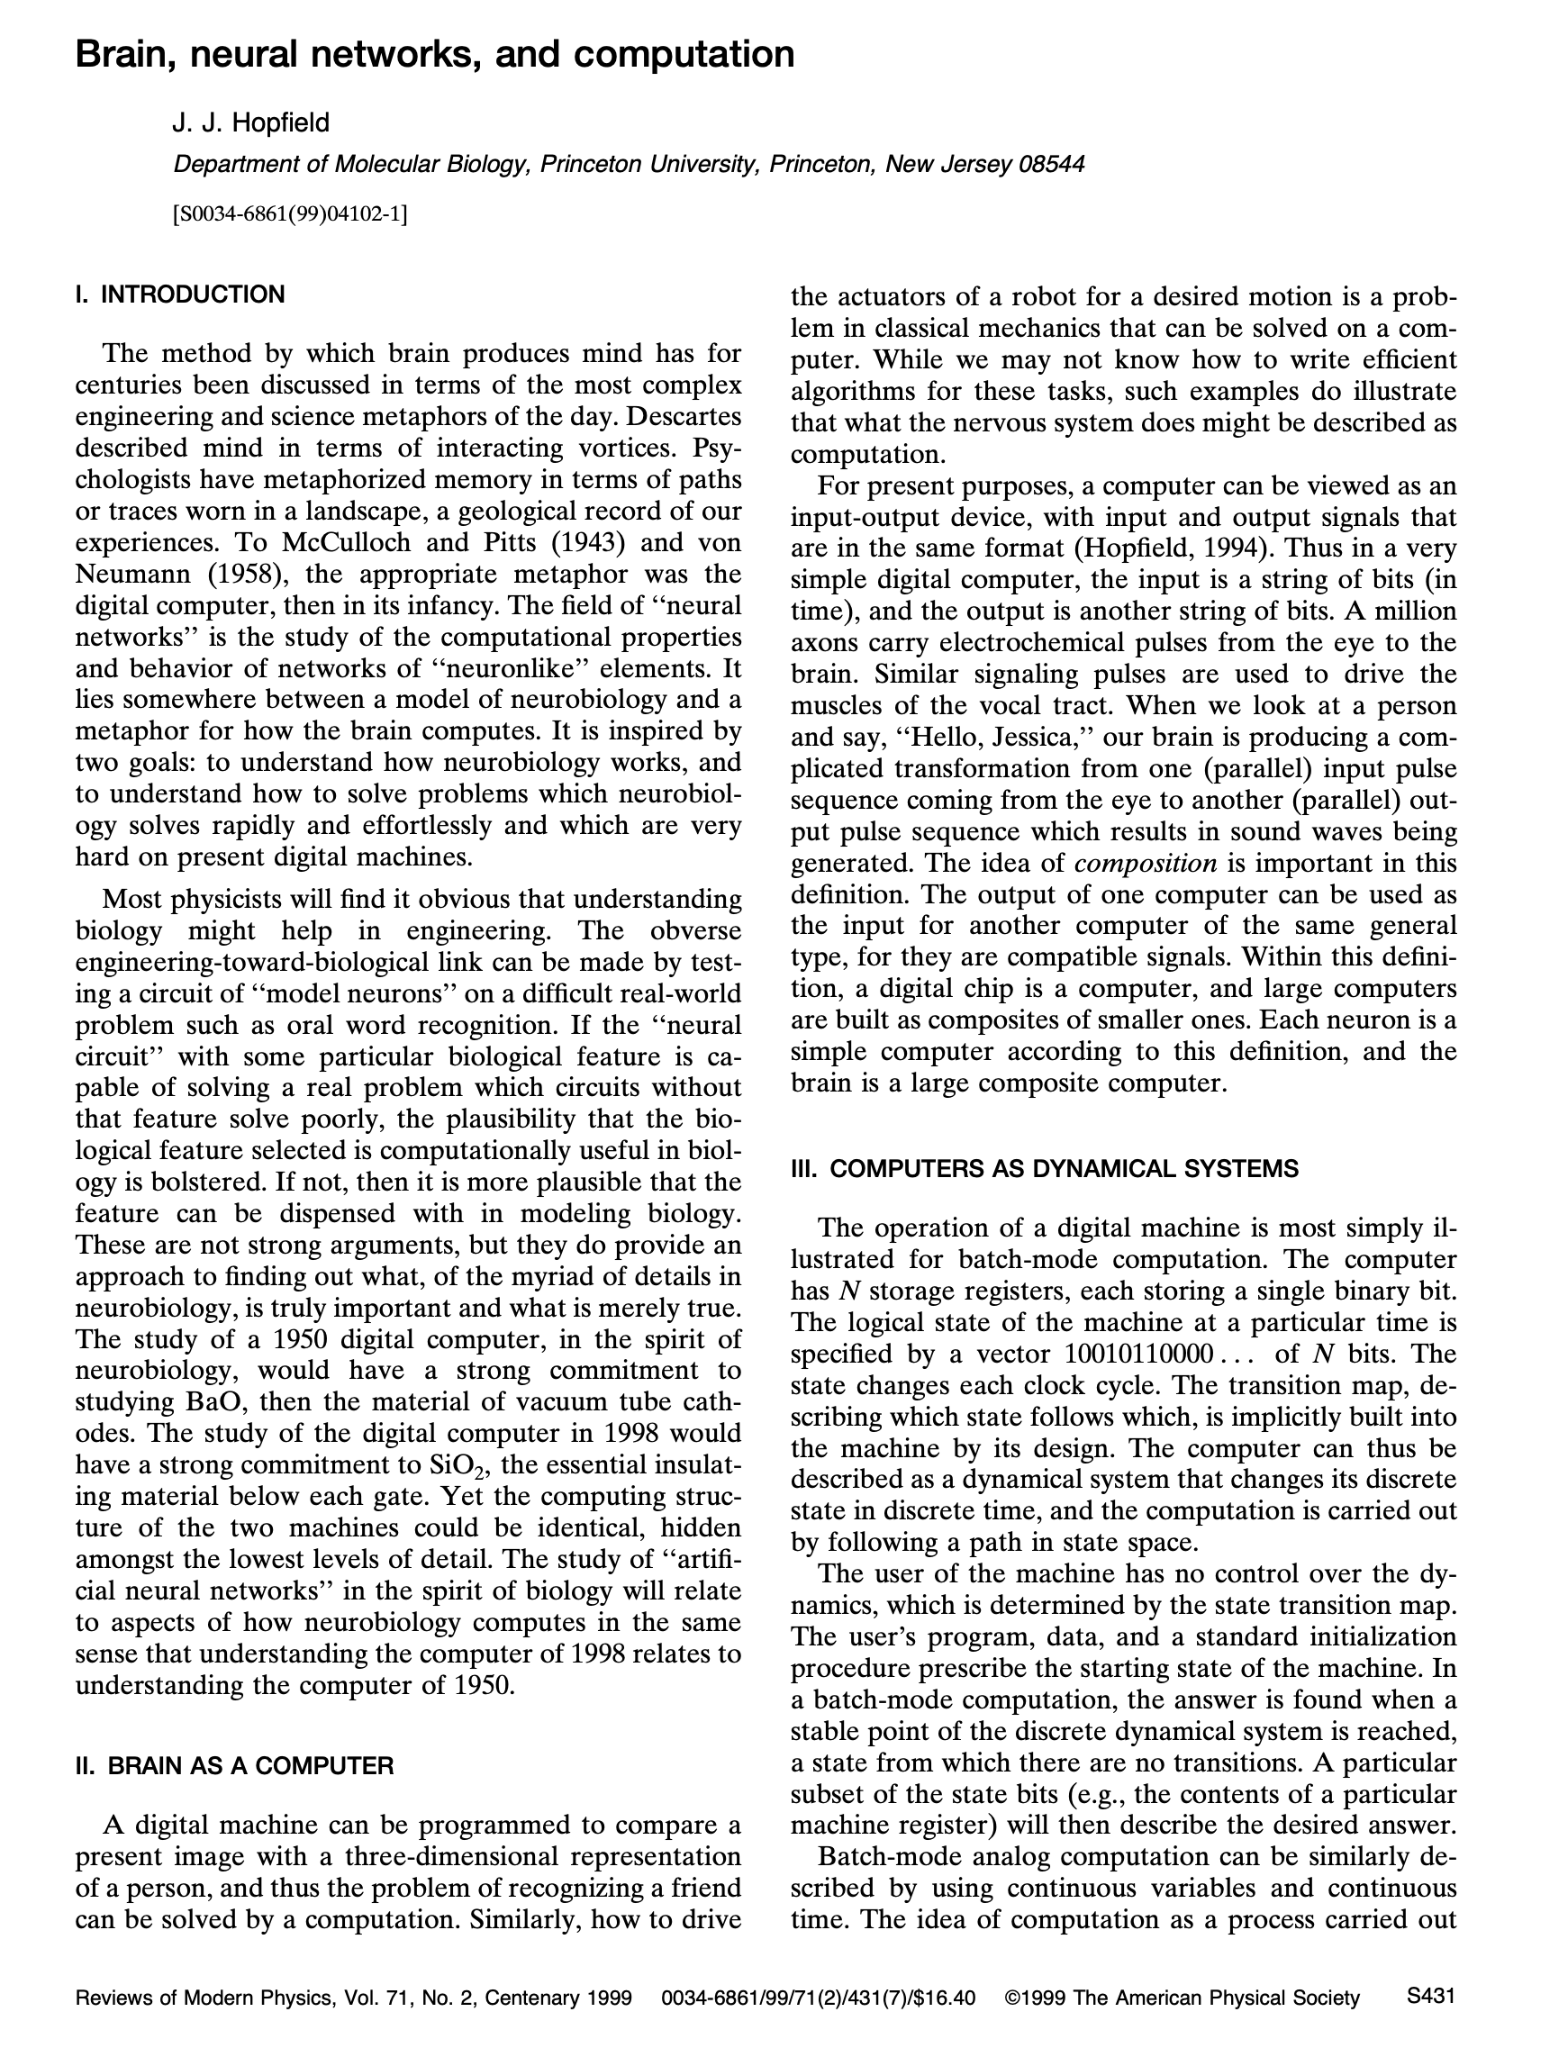 Brain, neural networks, and computation
J. J. Hopfield
Department of Molecular Biology, Princeton University, Princeton, New Jersey 08544
[S0034-6861(99)04102-1]
I. INTRODUCTION
The method by which brain produces mind has for
centuries been discussed in terms of the most complex
engineering and science metaphors of the day. Descartes
described mind in terms of interacting vortices. Psy-
chologists have metaphorized memory in terms of paths
or traces worn in a landscape, a geological record of our
experiences. To McCulloch and Pitts (1943) and von
Neumann (1958), the appropriate metaphor was the
digital computer, then in its infancy. The field of ‘‘neural
networks’’ is the study of the computational properties
and behavior of networks of ‘‘neuronlike’’ elements. It
lies somewhere between a model of neurobiology and a
metaphor for how the brain computes. It is inspired by
two goals: to understand how neurobiology works, and
to understand how to solve problems which neurobiol-
ogy solves rapidly and effortlessly and which are very
hard on present digital machines.
Most physicists will find it obvious that understanding
biology might help in engineering. The obverse
engineering-toward-biological link can be made by test-
ing a circuit of ‘‘model neurons’’ on a difficult real-world
problem such as oral word recognition. If the ‘‘neural
circuit’’ with some particular biological feature is ca-
pable of solving a real problem which circuits without
that feature solve poorly, the plausibility that the bio-
logical feature selected is computationally useful in biol-
ogy is bolstered. If not, then it is more plausible that the
feature can be dispensed with in modeling biology.
These are not strong arguments, but they do provide an
approach to finding out what, of the myriad of details in
neurobiology, is truly important and what is merely true.
The study of a 1950 digital computer, in the spirit of
neurobiology, would have a strong commitment to
studying BaO, then the material of vacuum tube cath-
odes. The study of the digital computer in 1998 would
have a strong commitment to SiO₂, the essential insulat-
ing material below each gate. Yet the computing struc-
ture of the two machines could be identical, hidden
amongst the lowest levels of detail. The study of ‘‘artifi-
cial neural networks’’ in the spirit of biology will relate
to aspects of how neurobiology computes in the same
sense that understanding the computer of 1998 relates to
understanding the computer of 1950.
II. BRAIN AS A COMPUTER
A digital machine can be programmed to compare a
present image with a three-dimensional representation
of a person, and thus the problem of recognizing a friend
can be solved by a computation. Similarly, how to drive
the actuators of a robot for a desired motion is a prob-
lem in classical mechanics that can be solved on a com-
puter. While we may not know how to write efficient
algorithms for these tasks, such examples do illustrate
that what the nervous system does might be described as
computation.
For present purposes, a computer can be viewed as an
input-output device, with input and output signals that
are in the same format (Hopfield, 1994). Thus in a very
simple digital computer, the input is a string of bits (in
time), and the output is another string of bits. A million
axons carry electrochemical pulses from the eye to the
brain. Similar signaling pulses are used to drive the
muscles of the vocal tract. When we look at a person
and say, ‘‘Hello, Jessica,’’ our brain is producing a com-
plicated transformation from one (parallel) input pulse
sequence coming from the eye to another (parallel) out-
put pulse sequence which results in sound waves being
generated. The idea of composition is important in this
definition. The output of one computer can be used as
the input for another computer of the same general
type, for they are compatible signals. Within this defini-
tion, a digital chip is a computer, and large computers
are built as composites of smaller ones. Each neuron is a
simple computer according to this definition, and the
brain is a large composite computer.
III. COMPUTERS AS DYNAMICAL SYSTEMS
The operation of a digital machine is most simply il-
lustrated for batch-mode computation. The computer
has N storage registers, each storing a single binary bit.
The logical state of the machine at a particular time is
specified by a vector 10010110000... of N bits. The
state changes each clock cycle. The transition map, de-
scribing which state follows which, is implicitly built into
the machine by its design. The computer can thus be
described as a dynamical system that changes its discrete
state in discrete time, and the computation is carried out
by following a path in state space.
The user of the machine has no control over the dy-
namics, which is determined by the state transition map.
The user’s program, data, and a standard initialization
procedure prescribe the starting state of the machine. In
a batch-mode computation, the answer is found when a
stable point of the discrete dynamical system is reached,
a state from which there are no transitions. A particular
subset of the state bits (e.g., the contents of a particular
machine register) will then describe the desired answer.
Batch-mode analog computation can be similarly de-
scribed by using continuous variables and continuous
time. The idea of computation as a process carried out
Reviews of Modern Physics, Vol. 71, No. 2, Centenary 1999 0034-6861/99/71(2)/431(7)/$16.40 ©1999 The American Physical Society S431